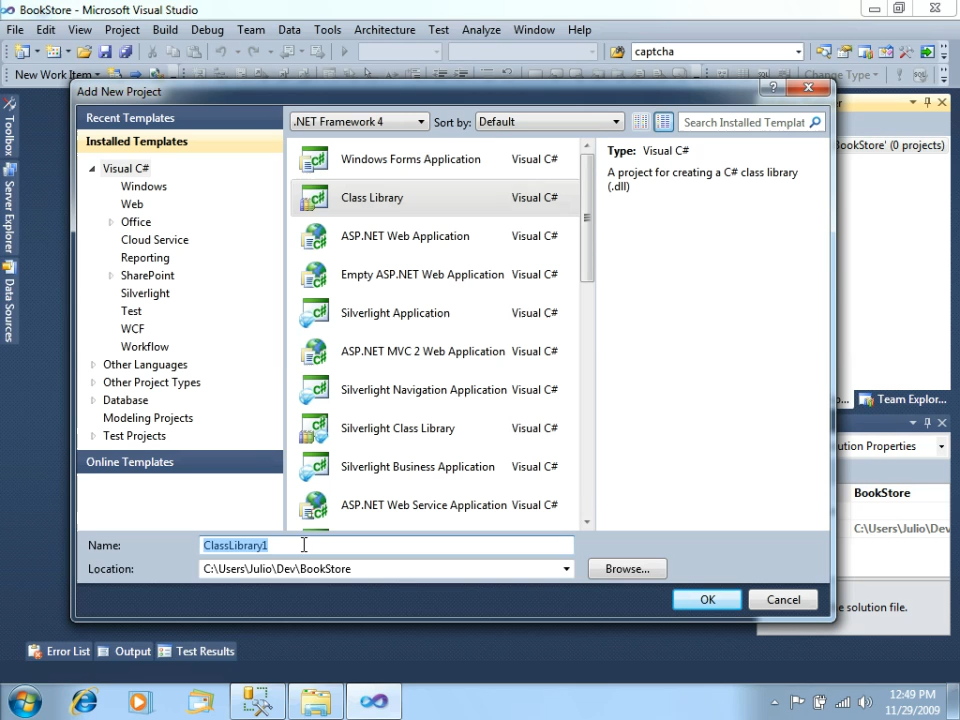 BookStore - Microsoft Visual Studio
File Edit View Project Build Debug Team Data Tools Architecture Test Analyze Window Help
captcha
New Work Item
Change Type
Add New Project
Recent Templates
Installed Templates
Visual C#
Windows
Web
Office
Cloud Service
Reporting
SharePoint
Silverlight
Test
WCF
Workflow
Other Languages
Other Project Types
Database
Modeling Projects
Test Projects
Online Templates
.NET Framework 4 Sort by: Default
Search Installed Templat
Windows Forms Application Visual C#
Class Library Visual C#
ASP.NET Web Application Visual C#
Empty ASP.NET Web Application Visual C#
Silverlight Application Visual C#
ASP.NET MVC 2 Web Application Visual C#
Silverlight Navigation Application Visual C#
Silverlight Class Library Visual C#
Silverlight Business Application Visual C#
ASP.NET Web Service Application Visual C#
Type: Visual C#
A project for creating a C# class library
(.dll)
Name: ClassLibrary1
Location: C:\Users\Julio\Dev\BookStore
Browse...
OK Cancel
Toolbox
Server Explorer
Data Sources
BookStore' (0 projects)
Team Explor...
ution Properties
BookStore
C:\Users\Julio\Dev
e solution file.
Error List Output Test Results
12:49 PM
11/29/2009